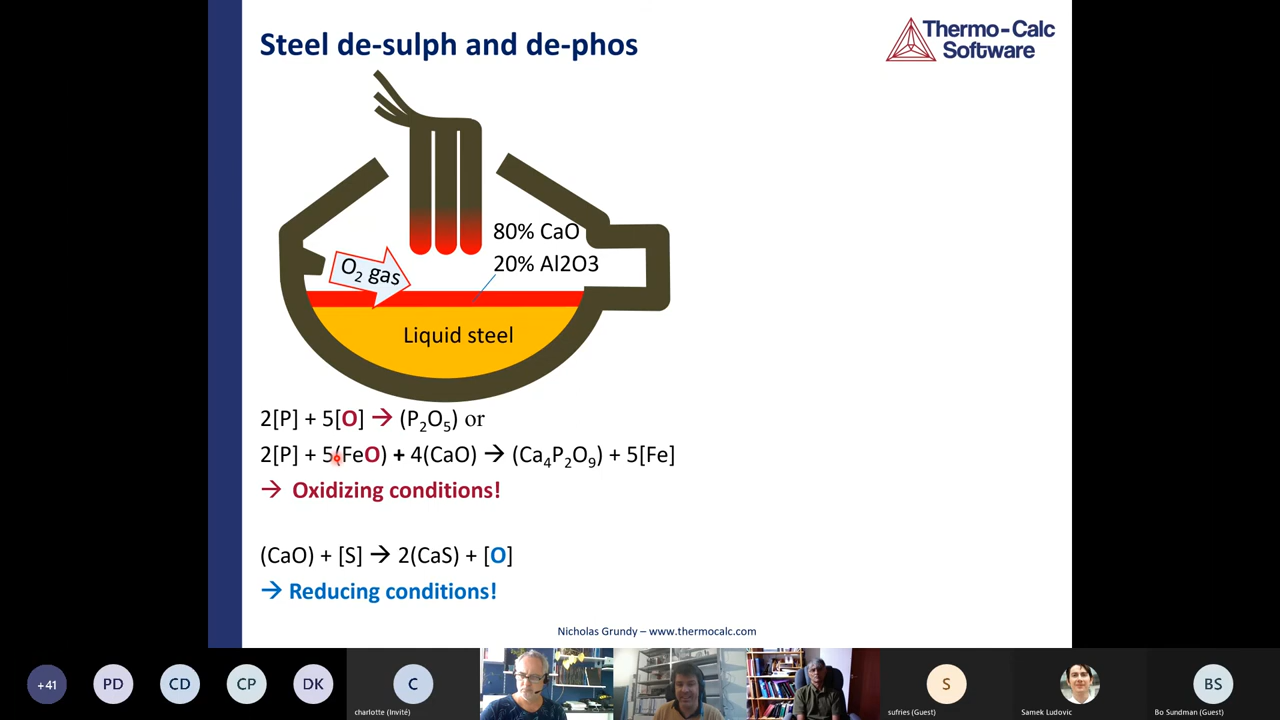 Steel de-sulph and de-phos
Thermo-Calc
Software
80% CaO
20% Al2O3
O₂ gas
Liquid steel
2[P] + 5[O] → (P₂O₅) or
2[P] + 5(FeO) + 4(CaO) → (Ca₄P₂O₉) + 5[Fe]
→ Oxidizing conditions!
(CaO) + [S] → 2(CaS) + [O]
→ Reducing conditions!
Nicholas Grundy – www.thermocalc.com
+41
PD
CD
CP
DK
C
S
BS
charlotte (Invité)
sufries (Guest)
Samek Ludovic
Bo Sundman (Guest)